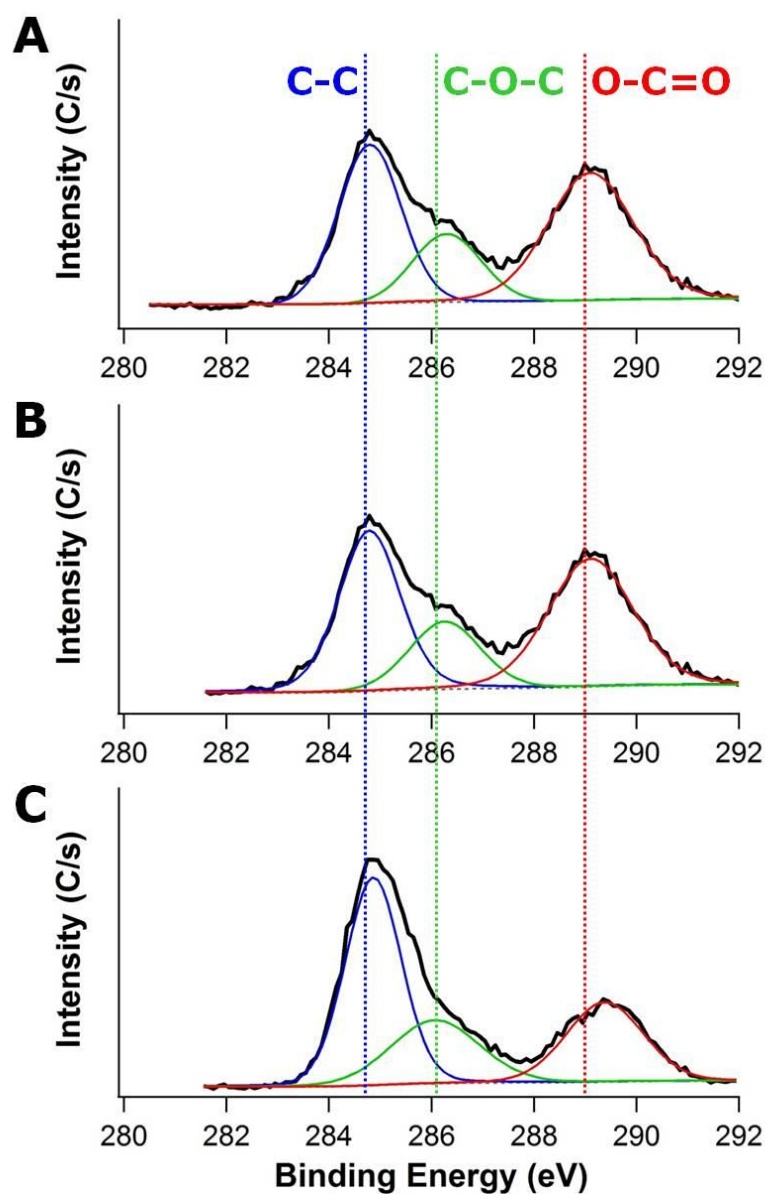 A
C-C C-O-C O-C=O
Intensity (C/s)
280 282 284 286 288 290 292
B
Intensity (C/s)
280 282 284 286 288 290 292
C
Intensity (C/s)
280 282 284 286 288 290 292
Binding Energy (eV)